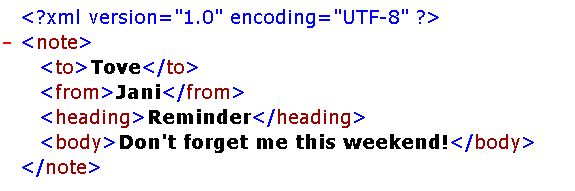 <?xml version="1.0" encoding="UTF-8" ?>
- <note>
<to>Tove</to>
<from>Jani</from>
<heading>Reminder</heading>
<body>Don't forget me this weekend!</body>
</note>